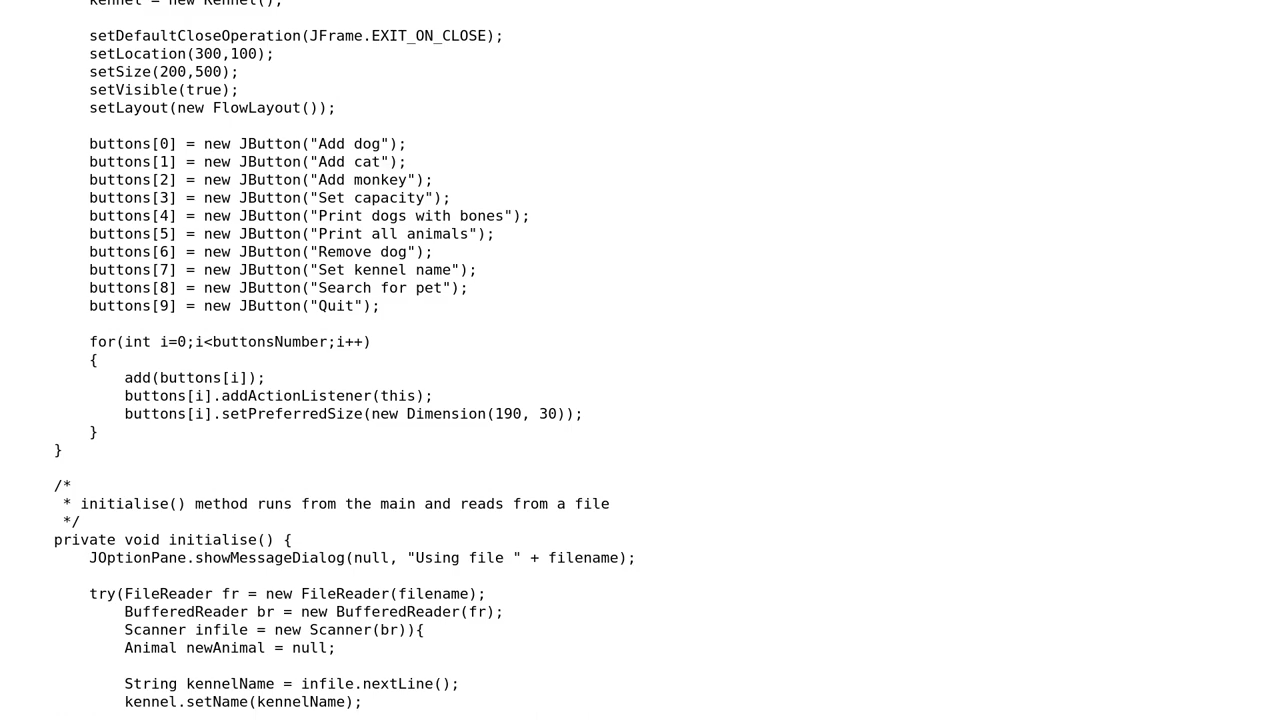 kennel = new Kennel();
setDefaultCloseOperation(JFrame.EXIT_ON_CLOSE);
setLocation(300,100);
setSize(200,500);
setVisible(true);
setLayout(new FlowLayout());
buttons[0] = new JButton("Add dog");
buttons[1] = new JButton("Add cat");
buttons[2] = new JButton("Add monkey");
buttons[3] = new JButton("Set capacity");
buttons[4] = new JButton("Print dogs with bones");
buttons[5] = new JButton("Print all animals");
buttons[6] = new JButton("Remove dog");
buttons[7] = new JButton("Set kennel name");
buttons[8] = new JButton("Search for pet");
buttons[9] = new JButton("Quit");
for(int i=0;i<buttonsNumber;i++)
{
add(buttons[i]);
buttons[i].addActionListener(this);
buttons[i].setPreferredSize(new Dimension(190, 30));
}
}
/*
* initialise() method runs from the main and reads from a file
*/
private void initialise() {
JOptionPane.showMessageDialog(null, "Using file " + filename);
try(FileReader fr = new FileReader(filename);
BufferedReader br = new BufferedReader(fr);
Scanner infile = new Scanner(br)){
Animal newAnimal = null;
String kennelName = infile.nextLine();
kennel.setName(kennelName);